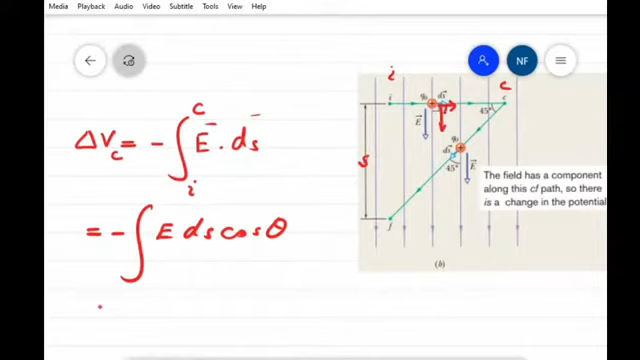 Media Playback Audio Video Subtitle Tools View Help
NF
i
c
i
q₀
ds⃗
c
45°
E⃗
q₀
ds⃗
45°
E⃗
s
f
The field has a component
along this cf path, so there
is a change in the potential
(b)
ΔV_c = - ∫_i^c E̅ . ds̅
= - ∫ E ds cos θ